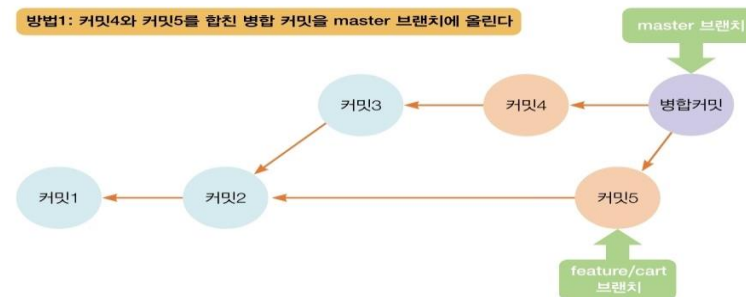 방법1: 커밋4와 커밋5를 합친 병합 커밋을 master 브랜치에 올린다
master 브랜치
커밋3
커밋4
병합커밋
커밋1
커밋2
커밋5
feature/cart
브랜치